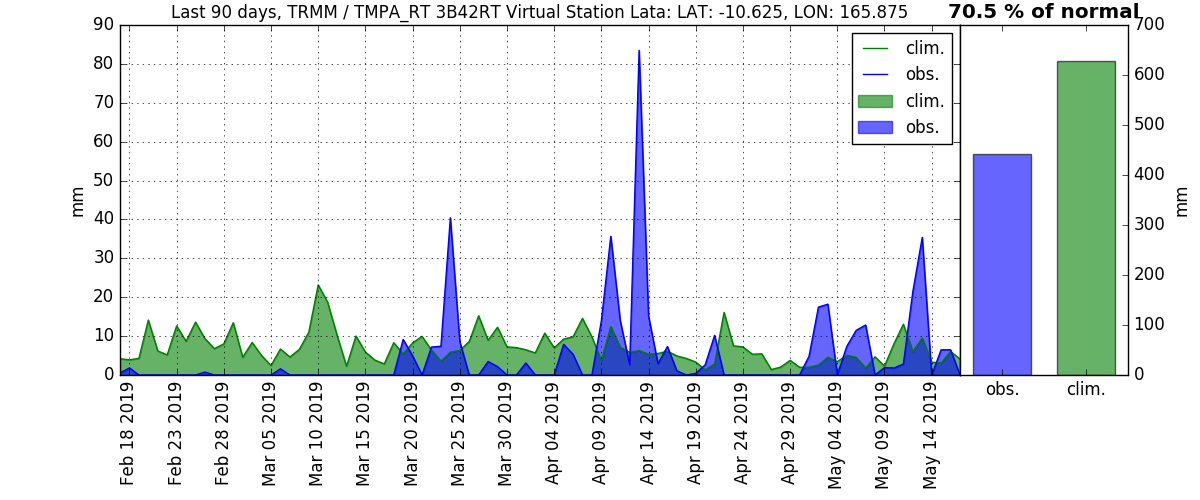 Last 90 days, TRMM / TMPA_RT 3B42RT Virtual Station Lata: LAT: -10.625, LON: 165.875
70.5 % of normal
90
80
70
60
50
40
30
20
10
0
mm
clim.
obs.
clim.
obs.
Feb 18 2019
Feb 23 2019
Feb 28 2019
Mar 05 2019
Mar 10 2019
Mar 15 2019
Mar 20 2019
Mar 25 2019
Mar 30 2019
Apr 04 2019
Apr 09 2019
Apr 14 2019
Apr 19 2019
Apr 24 2019
Apr 29 2019
May 04 2019
May 09 2019
May 14 2019
700
600
500
400
300
200
100
0
mm
obs.
clim.